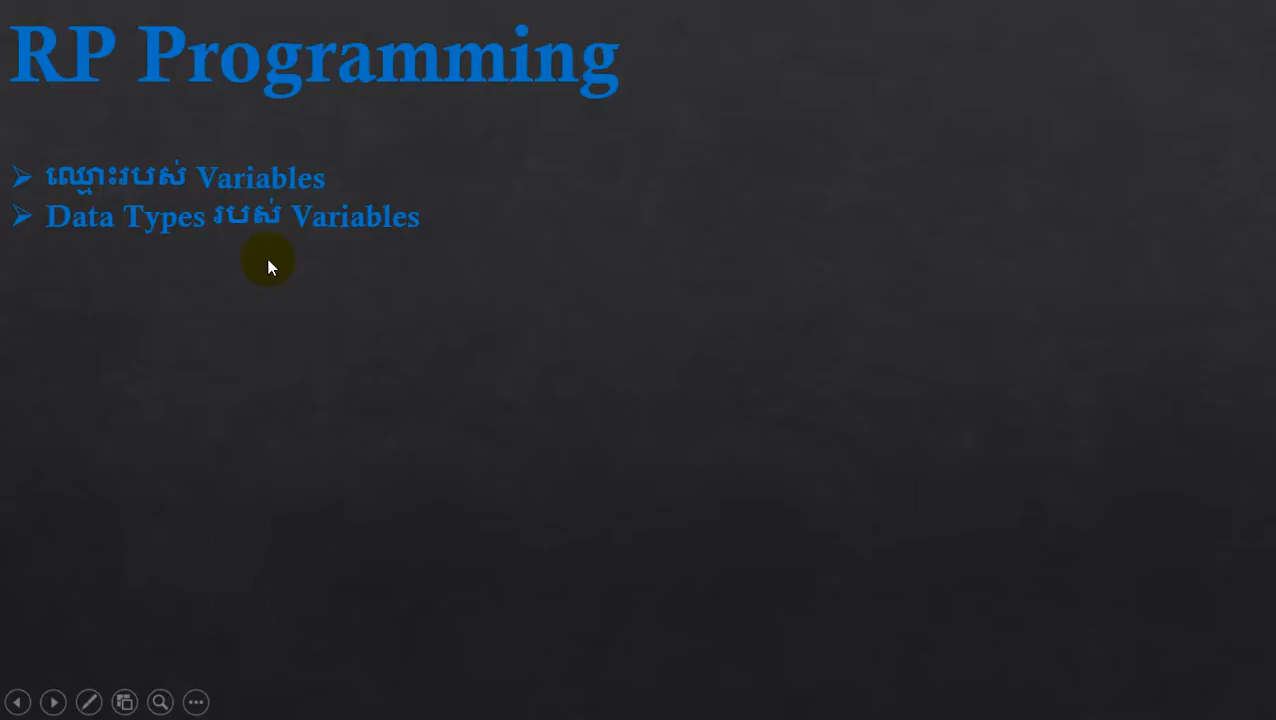 RP Programming
➢ ឈ្មោះរបស់ Variables
➢ Data Types របស់ Variables